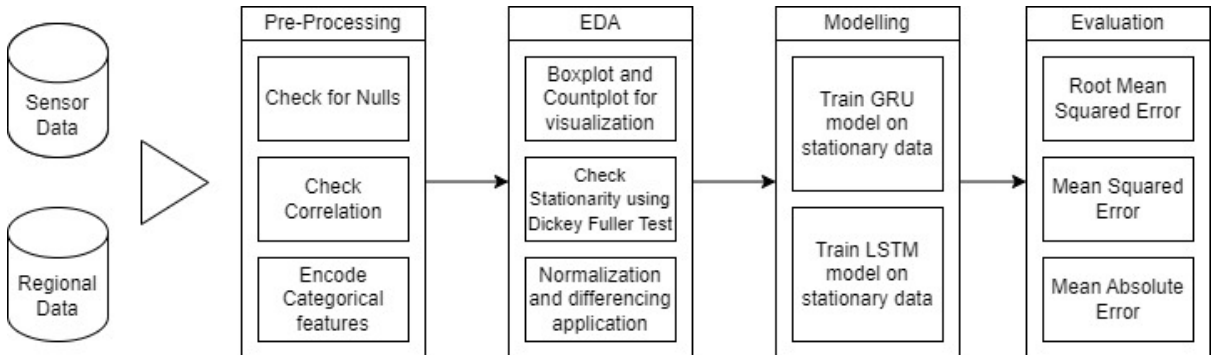 Sensor
Data
Regional
Data
Pre-Processing
Check for Nulls
Check
Correlation
Encode
Categorical
features
EDA
Boxplot and
Countplot for
visualization
Check
Stationarity using
Dickey Fuller Test
Normalization
and differencing
application
Modelling
Train GRU
model on
stationary data
Train LSTM
model on
stationary data
Evaluation
Root Mean
Squared Error
Mean Squared
Error
Mean Absolute
Error